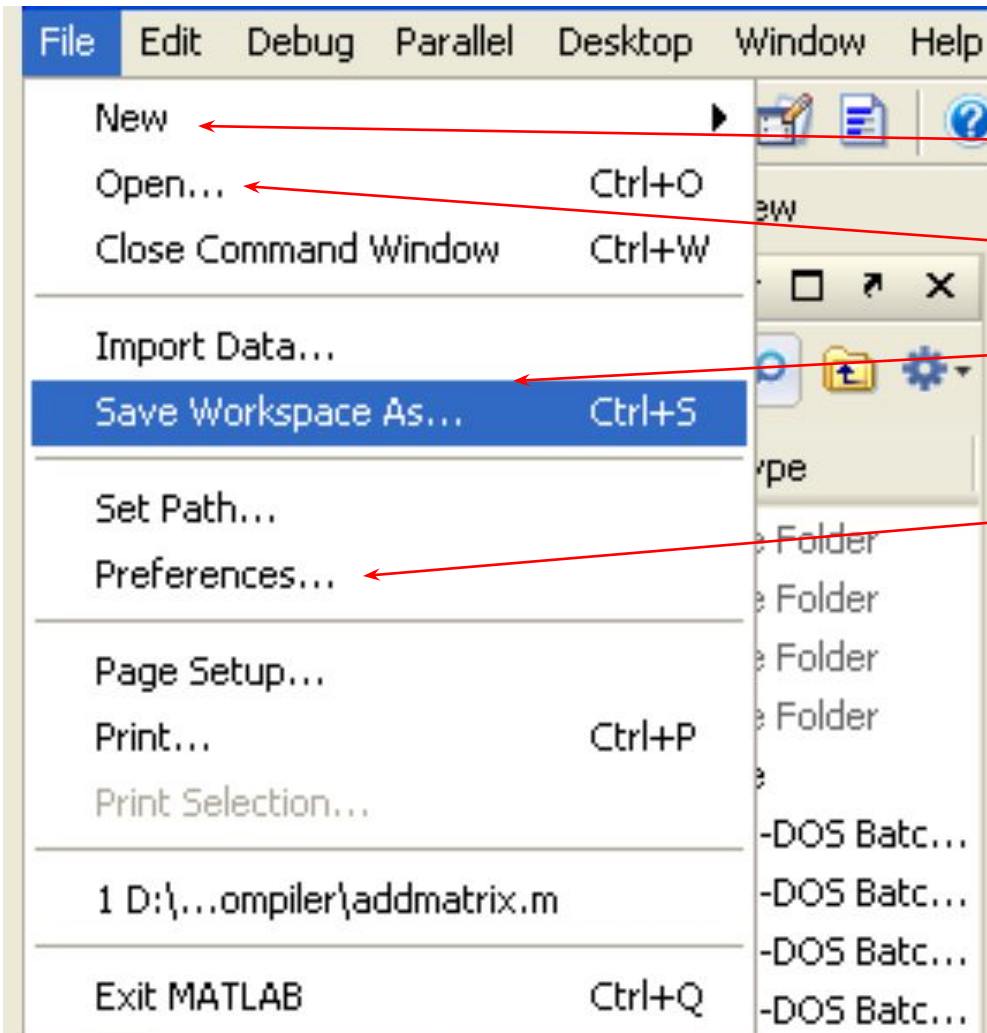 File Edit Debug Parallel Desktop Window Help
New
Open... Ctrl+O
ew
Close Command Window Ctrl+W
Import Data...
Save Workspace As... Ctrl+S
ype
Set Path...
e Folder
Preferences...
e Folder
e Folder
Page Setup...
e Folder
Print... Ctrl+P
e
Print Selection...
-DOS Batc...
1 D:\...ompiler\addmatrix.m
-DOS Batc...
-DOS Batc...
Exit MATLAB Ctrl+Q
-DOS Batc...